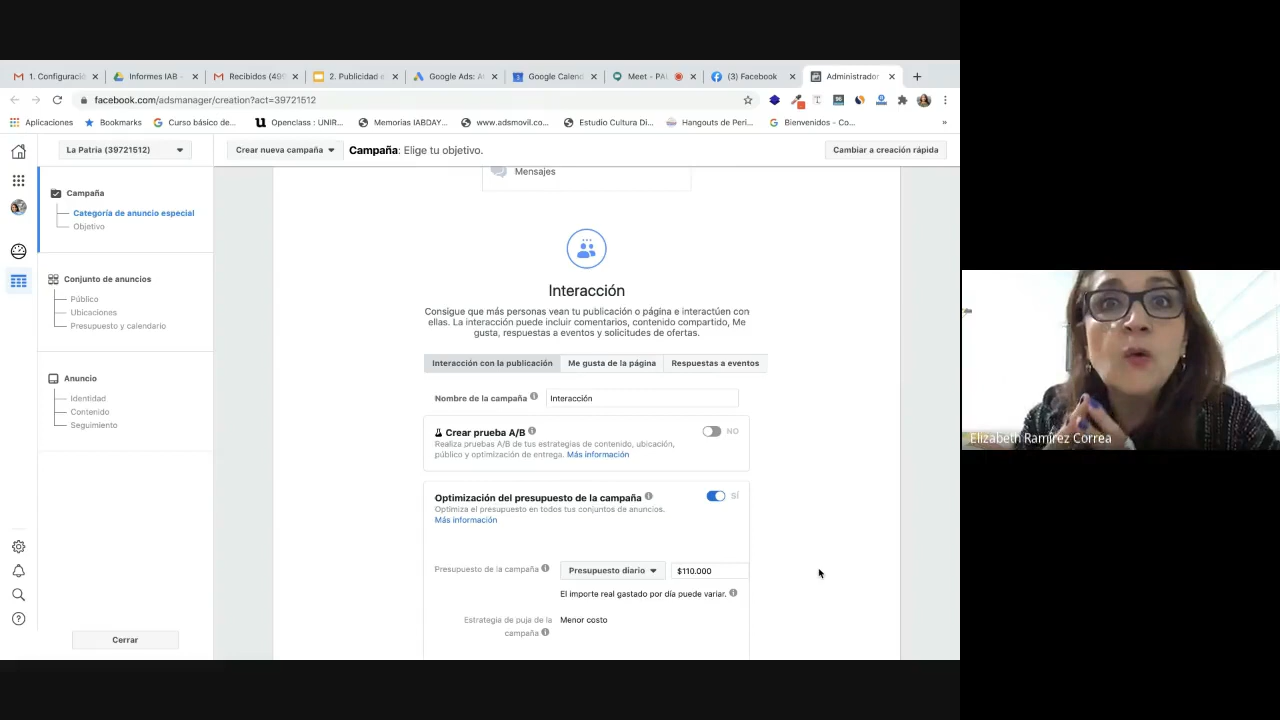 1. Configuraci
Informes IAB
Recibidos (49
2. Publicidad e
Google Ads: A
Google Calend
Meet - PA
(3) Facebook
Administrador
facebook.com/adsmanager/creation?act=39721512
Aplicaciones
Bookmarks
Curso básico de...
Openclass : UNIR...
Memorias IABDAY...
www.adsmovil.co...
Estudio Cultura Di...
Hangouts de Peri...
Bienvenidos - Co...
»
La Patria (39721512)
Crear nueva campaña
Campaña: Elige tu objetivo.
Cambiar a creación rápida
Campaña
Categoría de anuncio especial
Objetivo
Conjunto de anuncios
Público
Ubicaciones
Presupuesto y calendario
Anuncio
Identidad
Contenido
Seguimiento
Cerrar
Mensajes
Interacción
Consigue que más personas vean tu publicación o página e interactúen con
ellas. La interacción puede incluir comentarios, contenido compartido, Me
gusta, respuestas a eventos y solicitudes de ofertas.
Interacción con la publicación
Me gusta de la página
Respuestas a eventos
Nombre de la campaña
Interacción
Crear prueba A/B
NO
Realiza pruebas A/B de tus estrategias de contenido, ubicación,
público y optimización de entrega. Más información
Optimización del presupuesto de la campaña
SÍ
Optimiza el presupuesto en todos tus conjuntos de anuncios.
Más información
Presupuesto de la campaña
Presupuesto diario
$110.000
El importe real gastado por día puede variar.
Estrategia de puja de la
campaña
Menor costo
Elizabeth Ramírez Correa